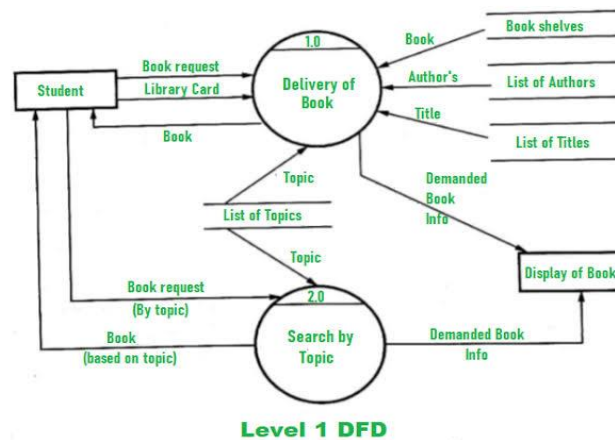 1.0
Delivery of
Book
Student
Book request
Library Card
Book
Book
Author's
Title
Book shelves
List of Authors
List of Titles
Topic
List of Topics
Topic
Demanded
Book
Info
Display of Book
Book request
(By topic)
Book
(based on topic)
2.0
Search by
Topic
Demanded Book
Info
Level 1 DFD